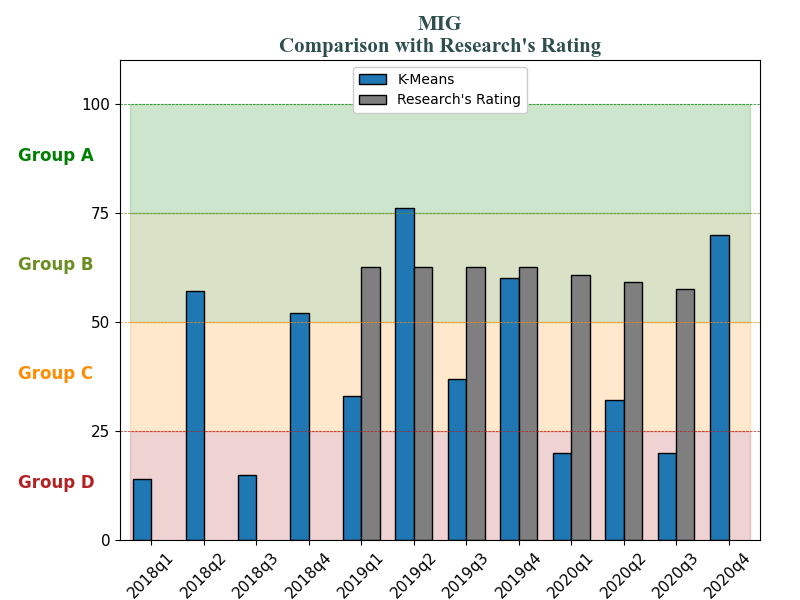 MIG
Comparison with Research's Rating
K-Means
Research's Rating
100
Group A
75
Group B
50
Group C
25
Group D
0
2018q1 2018q2 2018q3 2018q4 2019q1 2019q2 2019q3 2019q4 2020q1 2020q2 2020q3 2020q4